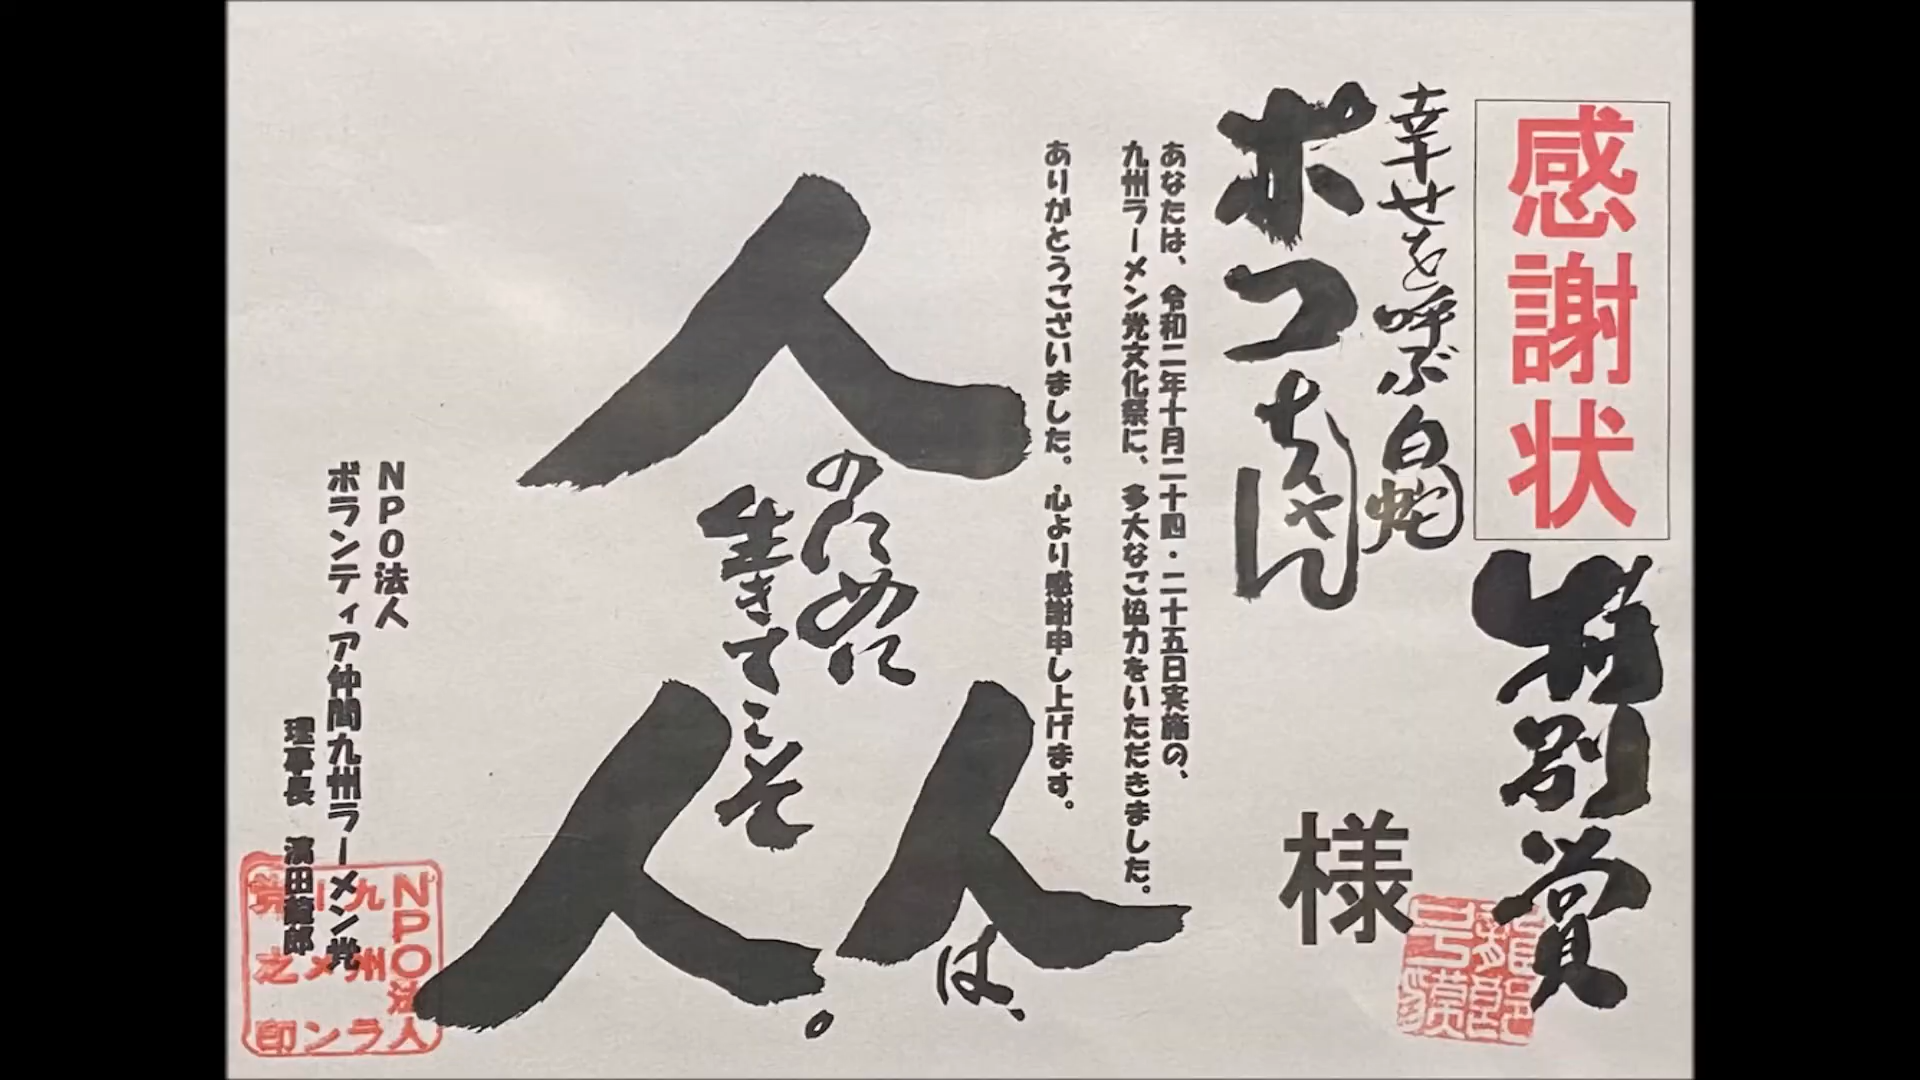 感謝状
特別賞
幸せを呼ぶ白蛇
ポコちゃん
様
あなたは、令和二年十月二十四・二十五日実施の、
九州ラーメン党文化祭に、多大なご協力をいただきました。
ありがとうございました。心より感謝申し上げます。
人は、
人のために
生きてこそ
人。
NPO法人
ボランティア仲間九州ラーメン党
理事長 濱田龍郎
NPO法人
九州ラ
ーメン
党之印